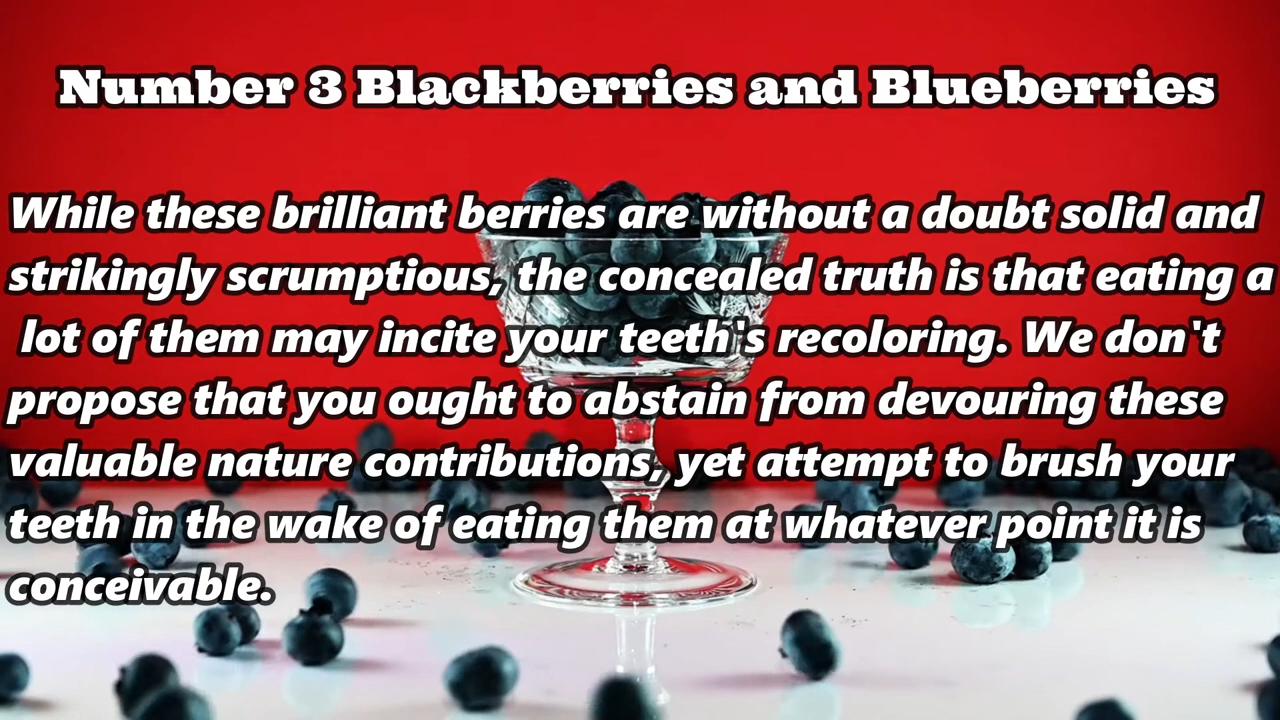 Number 3 Blackberries and Blueberries
While these brilliant berries are without a doubt solid and
strikingly scrumptious, the concealed truth is that eating a
lot of them may incite your teeth's recoloring. We don't
propose that you ought to abstain from devouring these
valuable nature contributions, yet attempt to brush your
teeth in the wake of eating them at whatever point it is
conceivable.